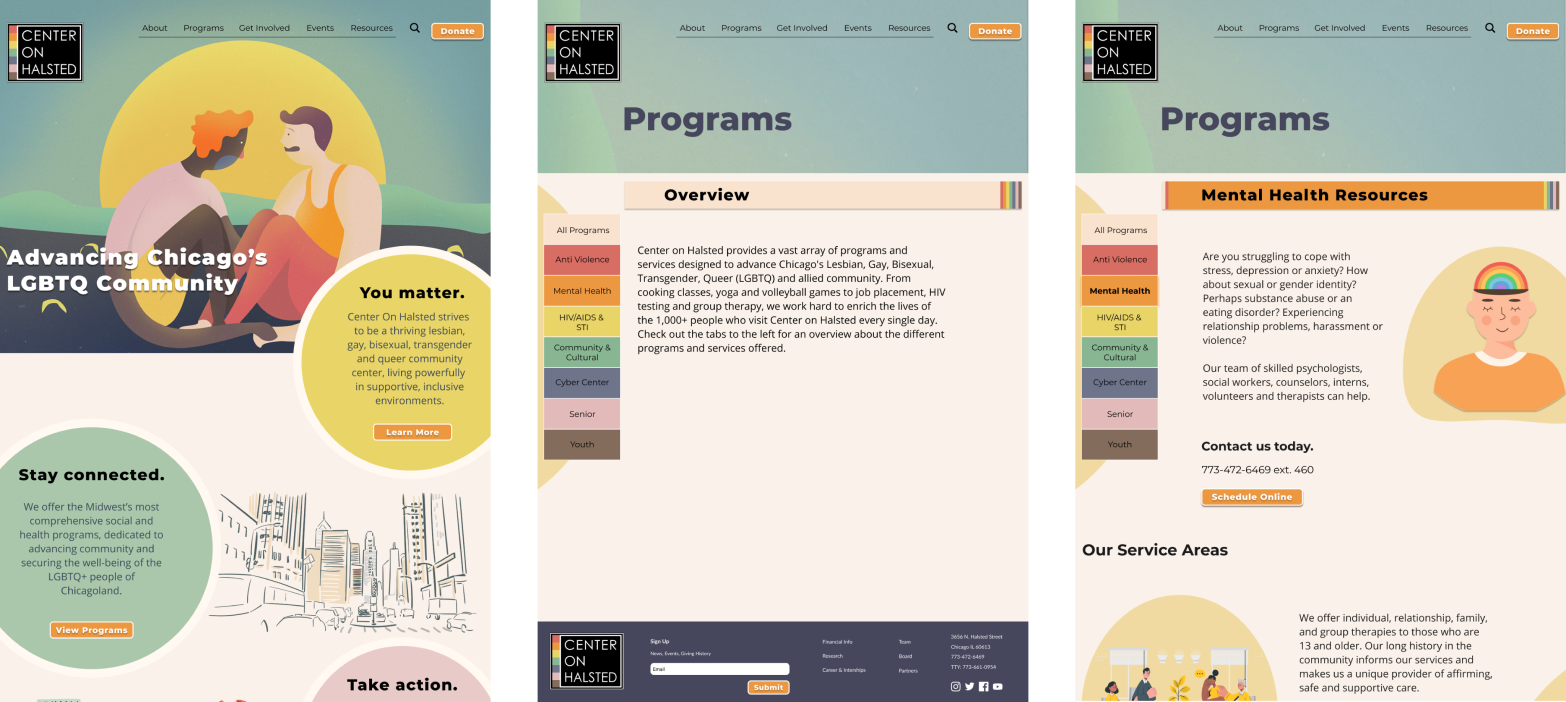 About Programs Get Involved Events Resources Donate
CENTER
ON
HALSTED
Advancing Chicago's
LGBTQ Community
You matter.
Center On Halsted strives
to be a thriving lesbian,
gay, bisexual, transgender
and queer community
center, living powerfully
in supportive, inclusive
environments.
Learn More
Stay connected.
We offer the Midwest's most
comprehensive social and
health programs, dedicated to
advancing community and
securing the well-being of the
LGBTQ+ people of
Chicagoland.
View Programs
Take action.
About Programs Get Involved Events Resources Donate
CENTER
ON
HALSTED
Programs
Overview
All Programs
Anti Violence
Mental Health
HIV/AIDS &
STI
Community &
Cultural
Cyber Center
Senior
Youth
Center on Halsted provides a vast array of programs and
services designed to advance Chicago's Lesbian, Gay, Bisexual,
Transgender, Queer (LGBTQ) and allied community. From
cooking classes, yoga and volleyball games to job placement, HIV
testing and group therapy, we work hard to enrich the lives of
the 1,000+ people who visit Center on Halsted every single day.
Check out the tabs to the left for an overview about the different
programs and services offered.
CENTER
ON
HALSTED
Sign Up
News, Events, Giving History
Email
Submit
Financial Info
Research
Career & Interships
Team
Board
Partners
3656 N. Halsted Street
Chicago IL 60613
773-472-6469
TTY: 773-661-0954
About Programs Get Involved Events Resources Donate
CENTER
ON
HALSTED
Programs
Mental Health Resources
All Programs
Anti Violence
Mental Health
HIV/AIDS &
STI
Community &
Cultural
Cyber Center
Senior
Youth
Are you struggling to cope with
stress, depression or anxiety? How
about sexual or gender identity?
Perhaps substance abuse or an
eating disorder? Experiencing
relationship problems, harassment or
violence?
Our team of skilled psychologists,
social workers, counselors, interns,
volunteers and therapists can help.
Contact us today.
773-472-6469 ext. 460
Schedule Online
Our Service Areas
We offer individual, relationship, family,
and group therapies to those who are
13 and older. Our long history in the
community informs our services and
makes us a unique provider of affirming,
safe and supportive care.